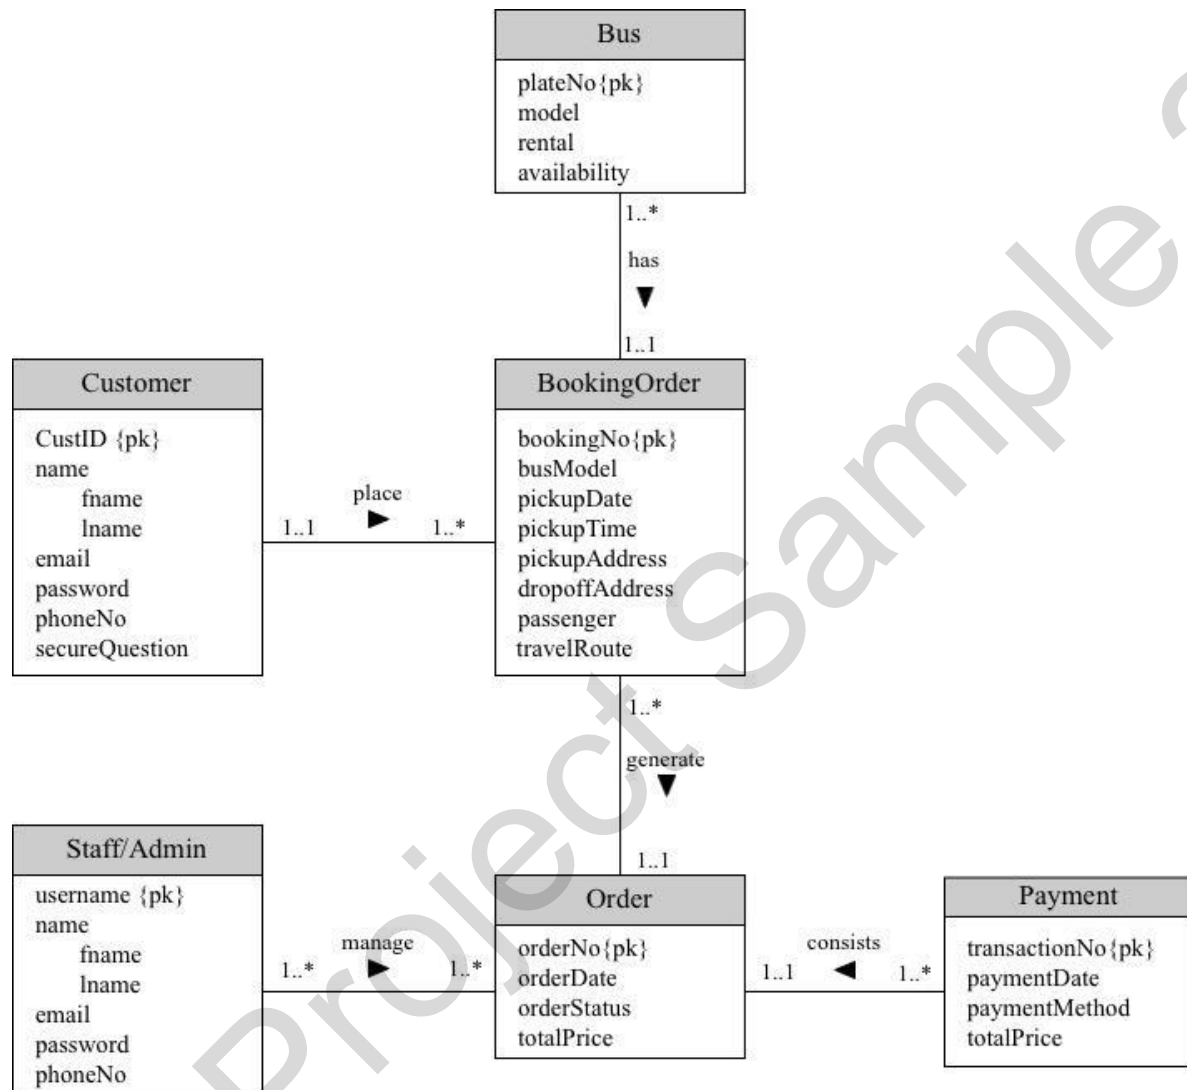 Bus
plateNo{pk}
model
rental
availability
1..*
has
1..1
Customer
CustID {pk}
name
fname
lname
email
password
phoneNo
secureQuestion
1..1
place
1..*
BookingOrder
bookingNo{pk}
busModel
pickupDate
pickupTime
pickupAddress
dropoffAddress
passenger
travelRoute
1..*
generate
1..1
Staff/Admin
username {pk}
name
fname
lname
email
password
phoneNo
1..*
manage
1..*
Order
orderNo{pk}
orderDate
orderStatus
totalPrice
1..1
consists
1..*
Payment
transactionNo{pk}
paymentDate
paymentMethod
totalPrice
Project Sample